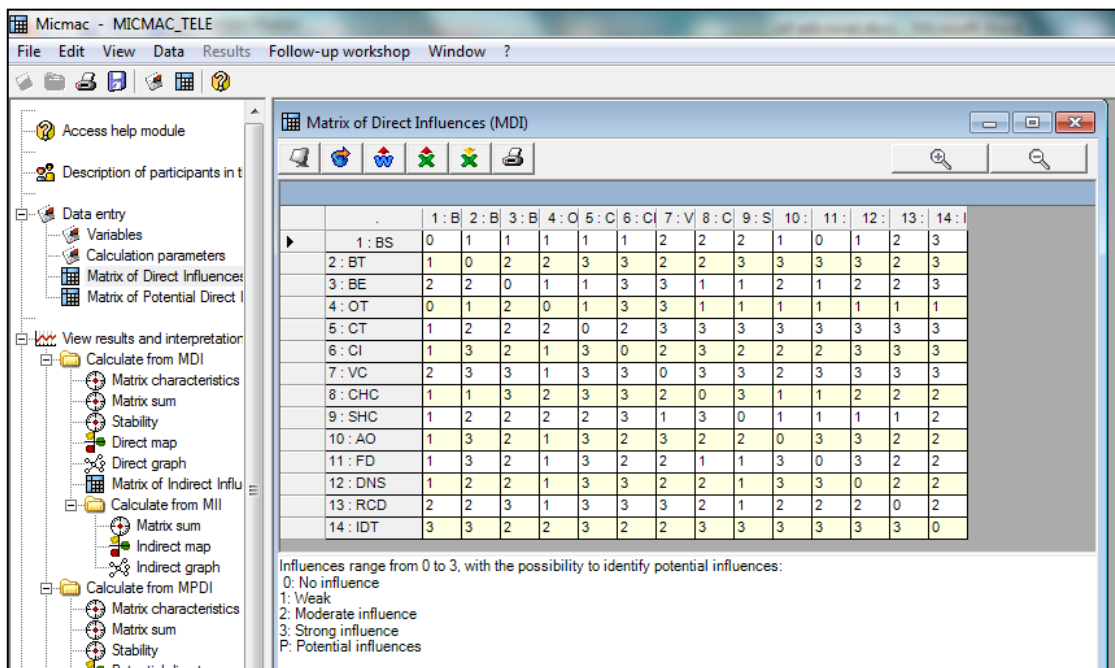 Micmac - MICMAC_TELE
File Edit View Data Results Follow-up workshop Window ?
Access help module
Description of participants in t
Data entry
Variables
Calculation parameters
Matrix of Direct Influences
Matrix of Potential Direct I
View results and interpretation
Calculate from MDI
Matrix characteristics
Matrix sum
Stability
Direct map
Direct graph
Matrix of Indirect Influ
Calculate from MII
Matrix sum
Indirect map
Indirect graph
Calculate from MPDI
Matrix characteristics
Matrix sum
Stability
Matrix of Direct Influences (MDI)
. 1 : B 2 : B 3 : B 4 : O 5 : C 6 : CI 7 : V 8 : C 9 : S 10 : 11 : 12 : 13 : 14 : I
1 : BS 0 1 1 1 1 1 2 2 2 1 0 1 2 3
2 : BT 1 0 2 2 3 3 2 2 3 3 3 3 2 3
3 : BE 2 2 0 1 1 3 3 1 1 2 1 2 2 3
4 : OT 0 1 2 0 1 3 3 1 1 1 1 1 1 1
5 : CT 1 2 2 2 0 2 3 3 3 3 3 3 3 3
6 : CI 1 3 2 1 3 0 2 3 2 2 2 3 3 3
7 : VC 2 3 3 1 3 3 0 3 3 2 3 3 3 3
8 : CHC 1 1 3 2 3 3 2 0 3 1 1 2 2 2
9 : SHC 1 2 2 2 2 3 1 3 0 1 1 1 1 2
10 : AO 1 3 2 1 3 2 3 2 2 0 3 3 2 2
11 : FD 1 3 2 1 3 2 2 1 1 3 0 3 2 2
12 : DNS 1 2 2 1 3 3 2 2 1 3 3 0 2 2
13 : RCD 2 2 3 1 3 3 3 2 1 2 2 2 0 2
14 : IDT 3 3 2 2 3 2 2 3 3 3 3 3 3 0
Influences range from 0 to 3, with the possibility to identify potential influences:
0: No influence
1: Weak
2: Moderate influence
3: Strong influence
P: Potential influences